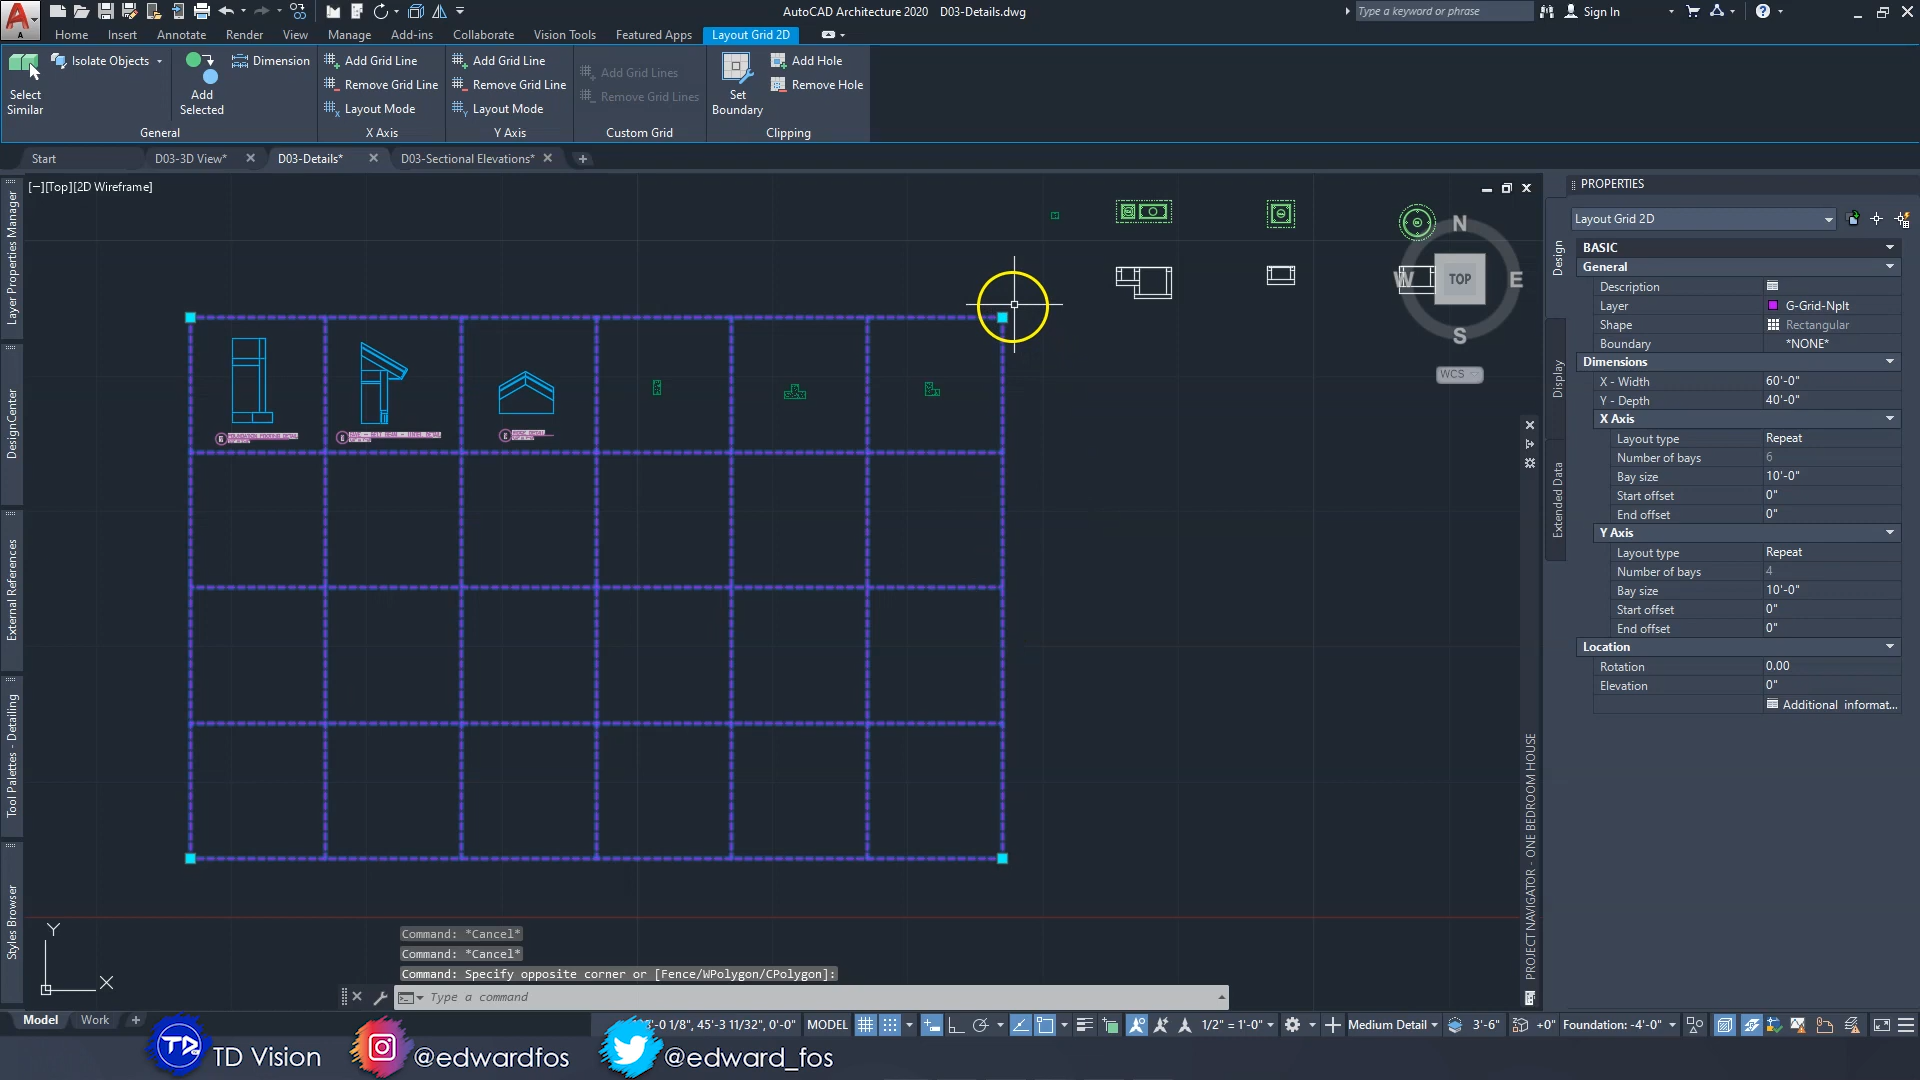 AutoCAD Architecture 2020 D03-Details.dwg
Type a keyword or phrase
Sign In
Home Insert Annotate Render View Manage Add-ins Collaborate Vision Tools Featured Apps Layout Grid 2D
Select Similar
Isolate Objects
Add Selected
Dimension
General
Add Grid Line
Remove Grid Line
Layout Mode
X Axis
Add Grid Line
Remove Grid Line
Layout Mode
Y Axis
Add Grid Lines
Remove Grid Lines
Custom Grid
Set Boundary
Add Hole
Remove Hole
Clipping
Start D03-3D View* D03-Details* D03-Sectional Elevations*
[−][Top][2D Wireframe]
Layer Properties Manager
DesignCenter
External References
Tool Palettes - Detailing
Styles Browser
N
W TOP E
S
WCS
PROJECT NAVIGATOR - ONE BEDROOM HOUSE
PROPERTIES
Layout Grid 2D
Design
Display
Extended Data
BASIC
General
Description
Layer G-Grid-Nplt
Shape Rectangular
Boundary *NONE*
Dimensions
X - Width 60'-0"
Y - Depth 40'-0"
X Axis
Layout type Repeat
Number of bays 6
Bay size 10'-0"
Start offset 0"
End offset 0"
Y Axis
Layout type Repeat
Number of bays 4
Bay size 10'-0"
Start offset 0"
End offset 0"
Location
Rotation 0.00
Elevation 0"
Additional informat...
Y
X
Command: *Cancel*
Command: *Cancel*
Command: Specify opposite corner or [Fence/WPolygon/CPolygon]:
Type a command
Model Work
'-0 1/8", 45'-3 11/32", 0'-0" MODEL 1/2" = 1'-0" Medium Detail 3'-6" +0" Foundation: -4'-0"
TD Vision @edwardfos @edward_fos